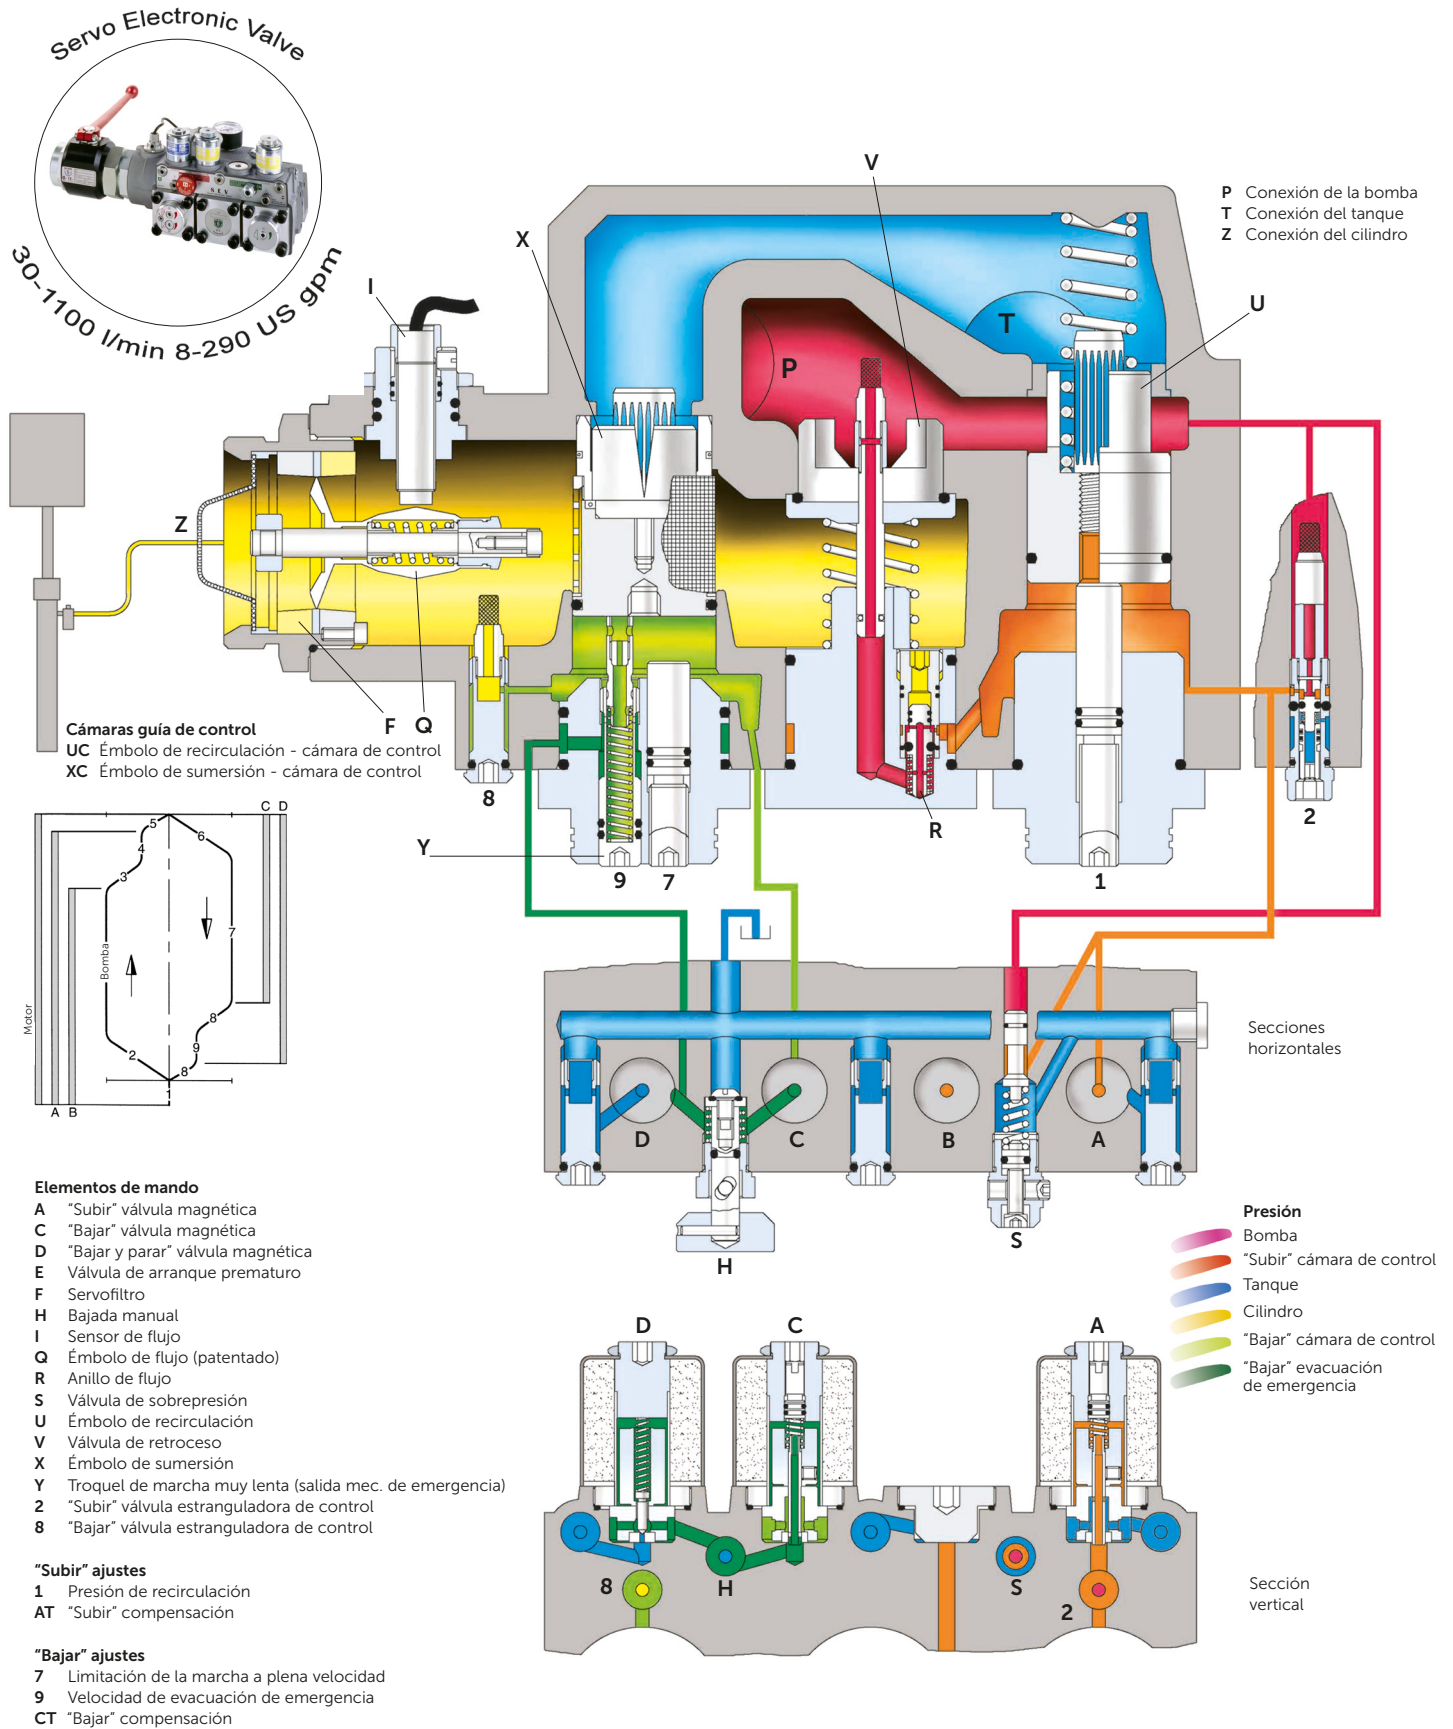 Servo Electronic Valve
30-1100 l/min 8-290 US gpm
V
P Conexión de la bomba
T Conexión del tanque
Z Conexión del cilindro
X
I
U
T
P
Z
F Q
Cámaras guía de control
UC Émbolo de recirculación - cámara de control
XC Émbolo de sumersión - cámara de control
8
R
2
Y
9 7
1
C D
5
6
4
3
7
Bomba
Motor
8
2
9
8
1
A B
Secciones
horizontales
D
C
B
A
S
H
Elementos de mando
A "Subir" válvula magnética
C "Bajar" válvula magnética
D "Bajar y parar" válvula magnética
E Válvula de arranque prematuro
F Servofiltro
H Bajada manual
I Sensor de flujo
Q Émbolo de flujo (patentado)
R Anillo de flujo
S Válvula de sobrepresión
U Émbolo de recirculación
V Válvula de retroceso
X Émbolo de sumersión
Y Troquel de marcha muy lenta (salida mec. de emergencia)
2 "Subir" válvula estranguladora de control
8 "Bajar" válvula estranguladora de control
"Subir" ajustes
1 Presión de recirculación
AT "Subir" compensación
"Bajar" ajustes
7 Limitación de la marcha a plena velocidad
9 Velocidad de evacuación de emergencia
CT "Bajar" compensación
Presión
Bomba
"Subir" cámara de control
Tanque
Cilindro
"Bajar" cámara de control
"Bajar" evacuación
de emergencia
D
C
A
8
H
S
2
Sección
vertical